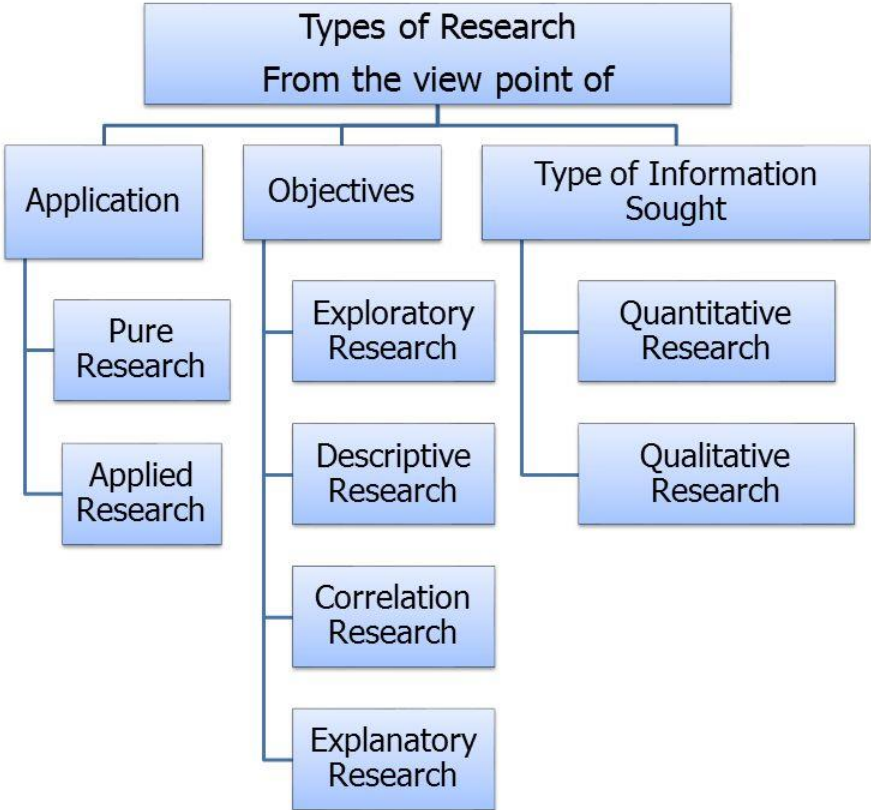 Types of Research
From the view point of
Application
Pure
Research
Applied
Research
Objectives
Exploratory
Research
Descriptive
Research
Correlation
Research
Explanatory
Research
Type of Information
Sought
Quantitative
Research
Qualitative
Research